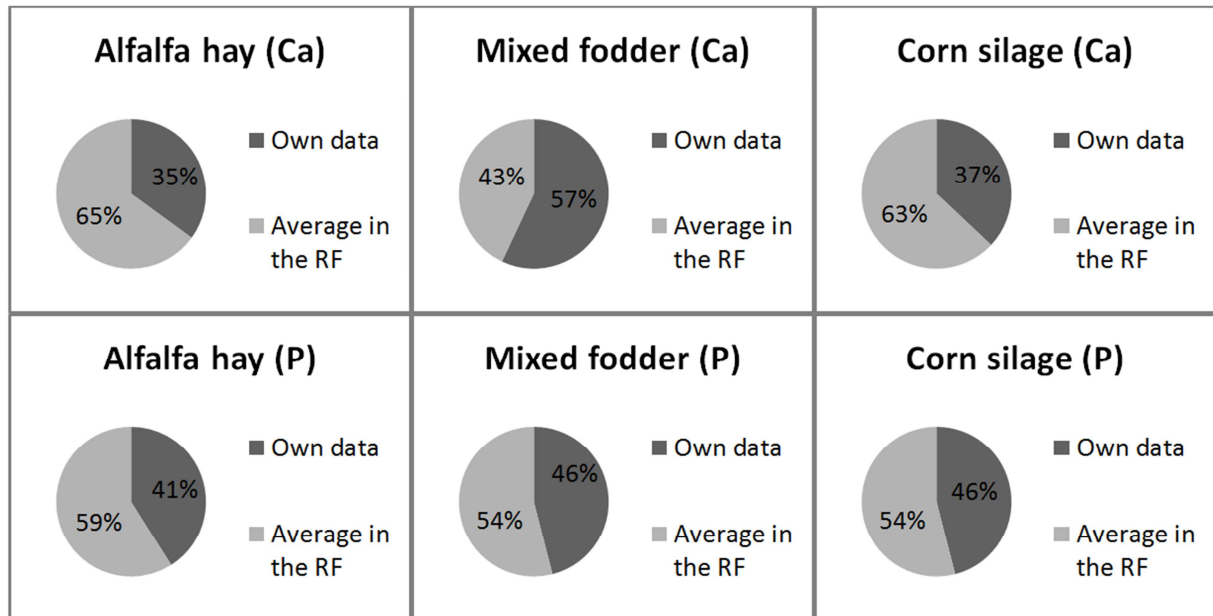 Alfalfa hay (Ca)
35%
65%
Own data
Average in
the RF
Mixed fodder (Ca)
43%
57%
Own data
Average in
the RF
Corn silage (Ca)
37%
63%
Own data
Average in
the RF
Alfalfa hay (P)
41%
59%
Own data
Average in
the RF
Mixed fodder (P)
46%
54%
Own data
Average in
the RF
Corn silage (P)
46%
54%
Own data
Average in
the RF